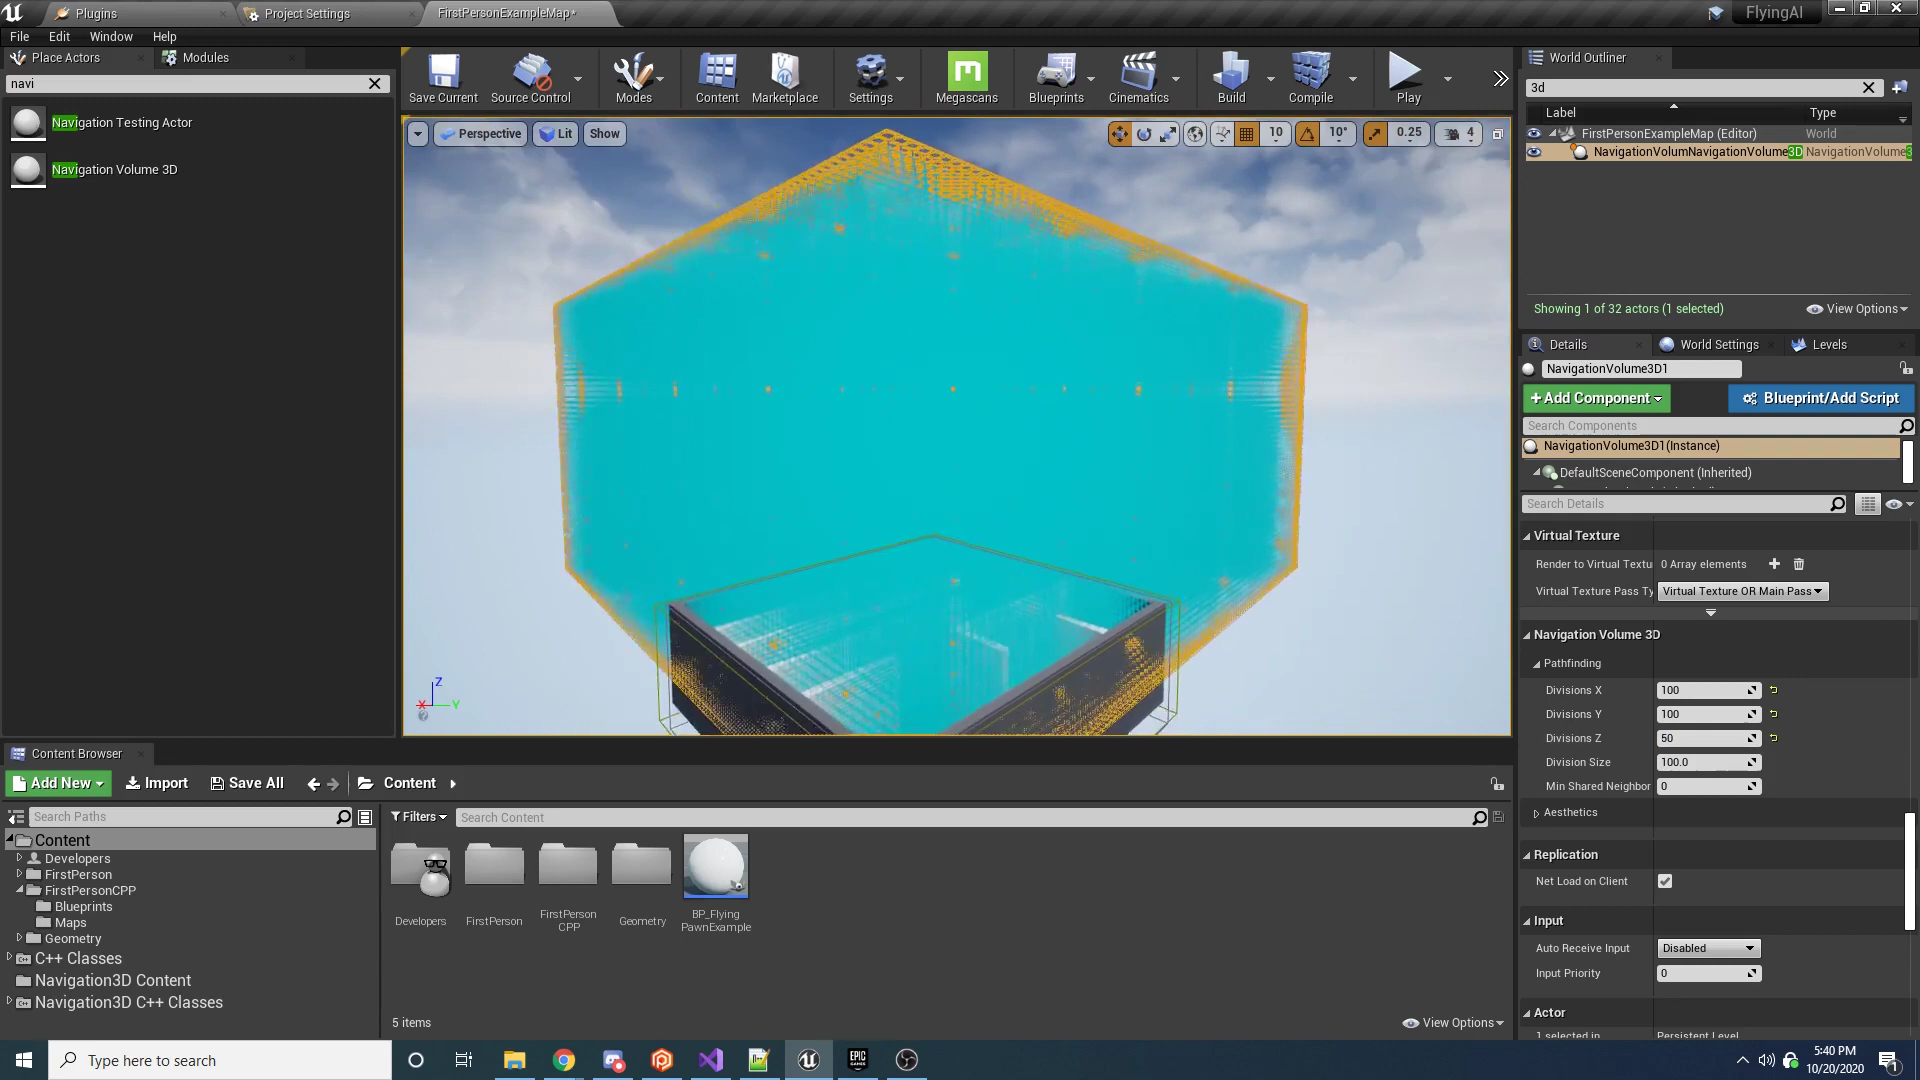 Plugins
Project Settings
FirstPersonExampleMap*
FlyingAI
File Edit Window Help
Place Actors
Modules
navi
Navigation Testing Actor
Navigation Volume 3D
Save Current
Source Control
Modes
Content
Marketplace
Settings
Megascans
Blueprints
Cinematics
Build
Compile
Play
Perspective
Lit
Show
10
10°
0.25
4
Z
X
Y
World Outliner
3d
Label
Type
FirstPersonExampleMap (Editor)
World
NavigationVolumNavigationVolume3D
NavigationVolume3
Showing 1 of 32 actors (1 selected)
View Options
Details
World Settings
Levels
NavigationVolume3D1
+Add Component
Blueprint/Add Script
Search Components
NavigationVolume3D1(Instance)
DefaultSceneComponent (Inherited)
Search Details
Virtual Texture
Render to Virtual Textu
0 Array elements
Virtual Texture Pass Ty
Virtual Texture OR Main Pass
Navigation Volume 3D
Pathfinding
Divisions X
100
Divisions Y
100
Divisions Z
50
Division Size
100.0
Min Shared Neighbor
0
Aesthetics
Replication
Net Load on Client
Input
Auto Receive Input
Disabled
Input Priority
0
Actor
1 selected in
Persistent Level
Content Browser
Add New
Import
Save All
Content
Search Paths
Filters
Search Content
Content
Developers
FirstPerson
FirstPersonCPP
Blueprints
Maps
Geometry
C++ Classes
Navigation3D Content
Navigation3D C++ Classes
Developers
FirstPerson
FirstPerson
CPP
Geometry
BP_Flying
PawnExample
5 items
View Options
Type here to search
EPIC
GAMES
5:40 PM
10/20/2020
1